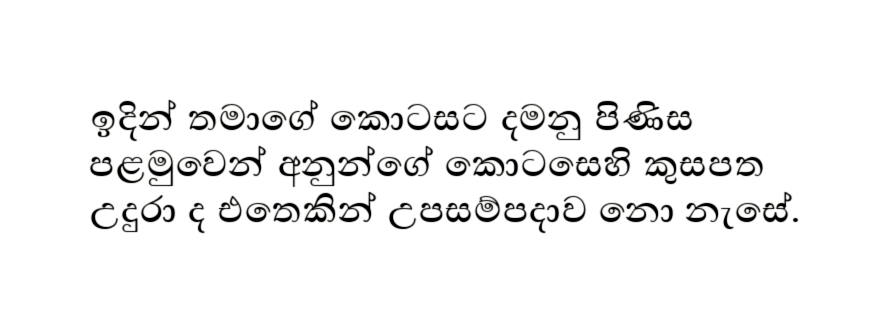 ඉදින් තමාගේ කොටසට දමනු පිණිස
පළමුවෙන් අනුන්ගේ කොටසෙහි කුසපත
උදුරා ද එතෙකින් උපසම්පදාව නො නැසේ.